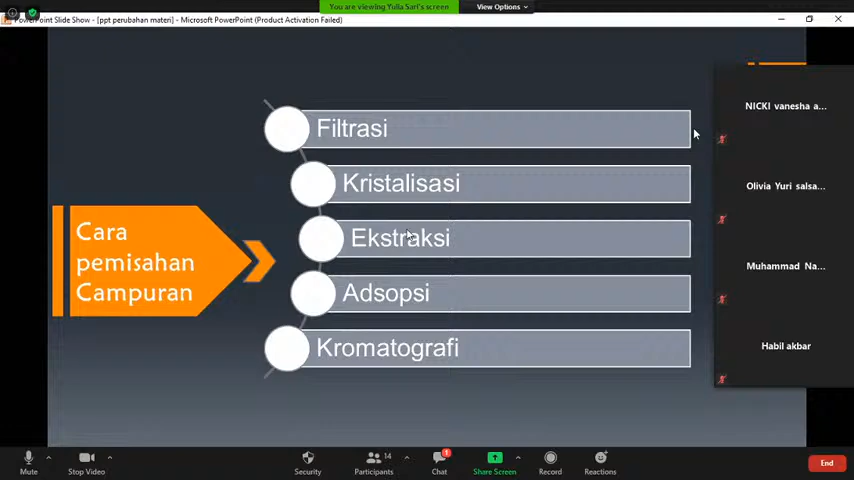 You are viewing Yulia Sari's screen
View Options
PowerPoint Slide Show - [ppt perubahan materi] - Microsoft PowerPoint (Product Activation Failed)
Cara
pemisahan
Campuran
Filtrasi
Kristalisasi
Ekstraksi
Adsopsi
Kromatografi
NICKI vanesha a...
Olivia Yuri salsa...
Muhammad Na...
Habil akbar
Mute
Stop Video
Security
14
Participants
1
Chat
Share Screen
Record
Reactions
End